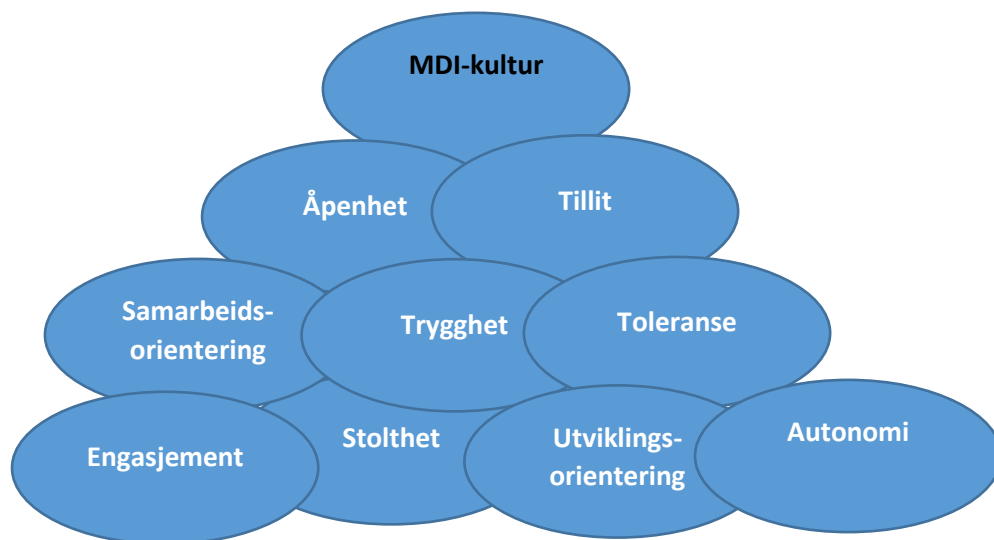 MDI-kultur
Åpenhet
Tillit
Samarbeids-
orientering
Trygghet
Toleranse
Engasjement
Stolthet
Utviklings-
orientering
Autonomi